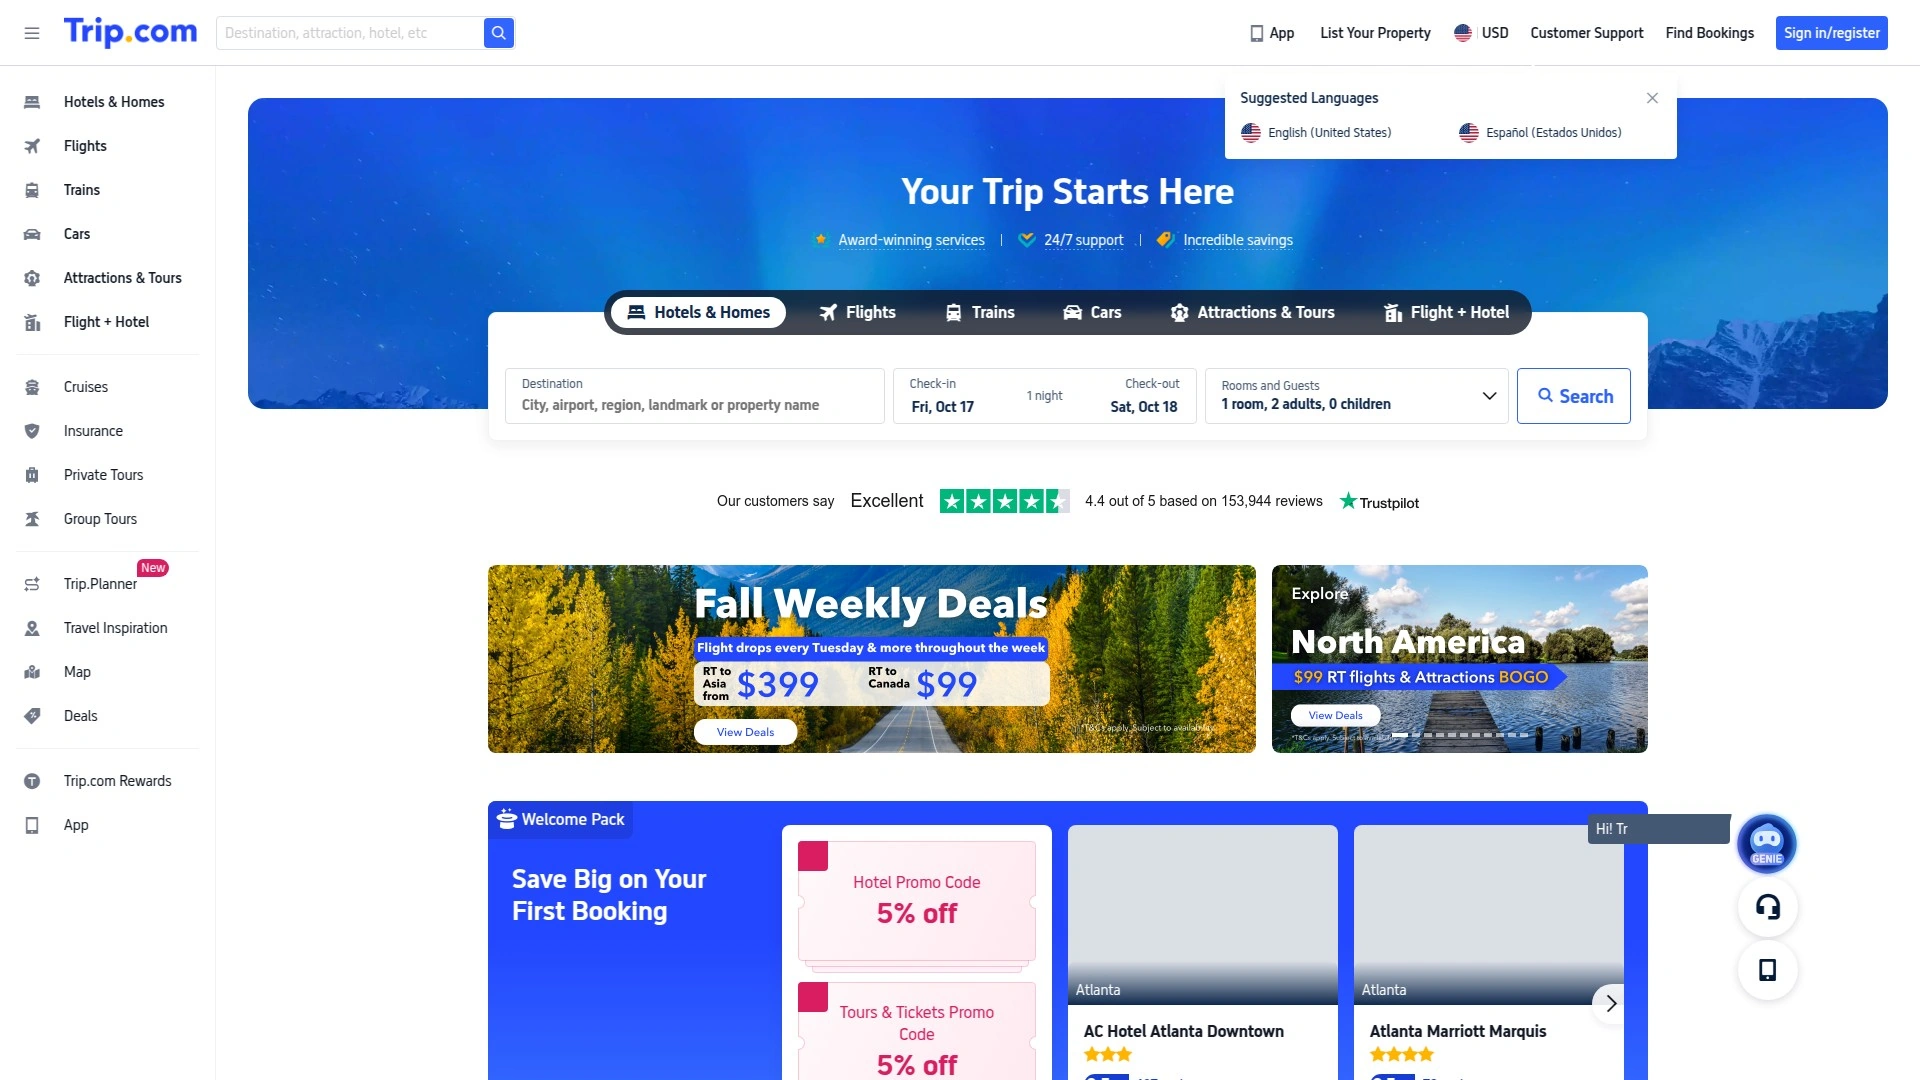 Trip.com
Destination, attraction, hotel, etc
App
List Your Property
USD
Customer Support
Find Bookings
Sign in/register
Suggested Languages
English (United States)
Español (Estados Unidos)
Hotels & Homes
Flights
Trains
Cars
Attractions & Tours
Flight + Hotel
Cruises
Insurance
Private Tours
Group Tours
New
Trip.Planner
Travel Inspiration
Map
Deals
Trip.com Rewards
App
Your Trip Starts Here
Award-winning services
24/7 support
Incredible savings
Hotels & Homes
Flights
Trains
Cars
Attractions & Tours
Flight + Hotel
Destination
City, airport, region, landmark or property name
Check-in
Fri, Oct 17
1 night
Check-out
Sat, Oct 18
Rooms and Guests
1 room, 2 adults, 0 children
Search
Our customers say
Excellent
4.4 out of 5 based on 153,944 reviews
Trustpilot
Fall Weekly Deals
Flight drops every Tuesday & more throughout the week
RT to
Asia
from
$399
RT to
Canada
$99
View Deals
*T&Cs apply. Subject to availability.
Explore
North America
$99 RT flights & Attractions BOGO
View Deals
*T&Cs apply. Subject to
Welcome Pack
Save Big on Your
First Booking
Hotel Promo Code
5% off
Tours & Tickets Promo
Code
5% off
Atlanta
AC Hotel Atlanta Downtown
Atlanta
Atlanta Marriott Marquis
Hi! Tr
GENIE